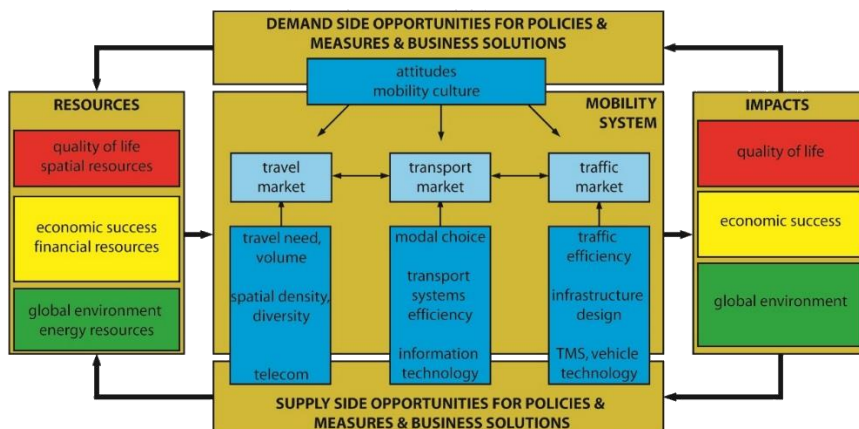 DEMAND SIDE OPPORTUNITIES FOR POLICIES &
MEASURES & BUSINESS SOLUTIONS
attitudes
mobility culture
RESOURCES
quality of life
spatial resources
economic success
financial resources
global environment
energy resources
MOBILITY
SYSTEM
travel
market
transport
market
traffic
market
travel need,
volume
spatial density,
diversity
telecom
modal choice
transport
systems
efficiency
information
technology
traffic
efficiency
infrastructure
design
TMS, vehicle
technology
IMPACTS
quality of life
economic success
global environment
SUPPLY SIDE OPPORTUNITIES FOR POLICIES &
MEASURES & BUSINESS SOLUTIONS